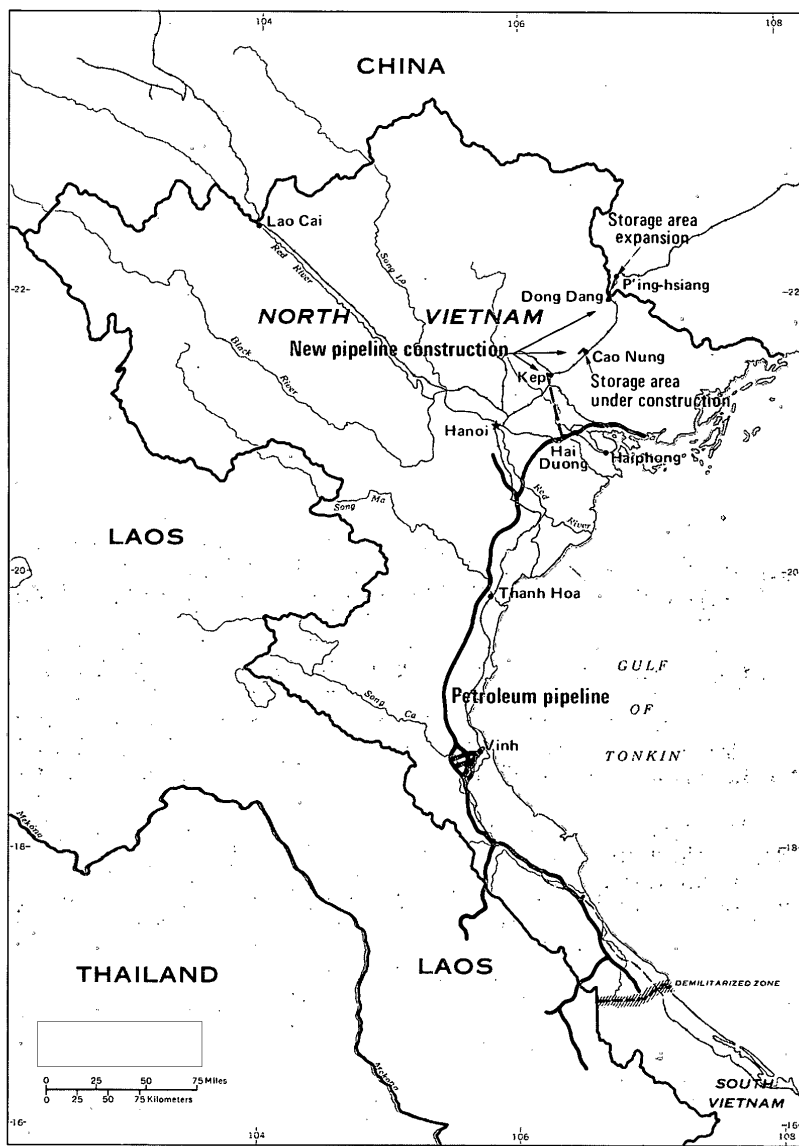 104
106
108
CHINA
Lao Cai
Red
River
Song Lo
Storage area
expansion
P'ing-hsiang
22
22
Dong Dang
NORTH VIETNAM
New pipeline construction
Cao Nung
Black
River
Kep
Storage area
under construction
Hanoi
Hai
Duong
Haiphong
Song Ma
Red
River
LAOS
20
20
Thanh Hoa
GULF
OF
TONKIN
Petroleum pipeline
Song Ca
Vinh
Mekong
18
18
THAILAND
LAOS
DEMILITARIZED ZONE
0 25 50 75 Miles
0 25 50 75 Kilometers
Mekong
SOUTH
VIETNAM
16
16
104
106
108